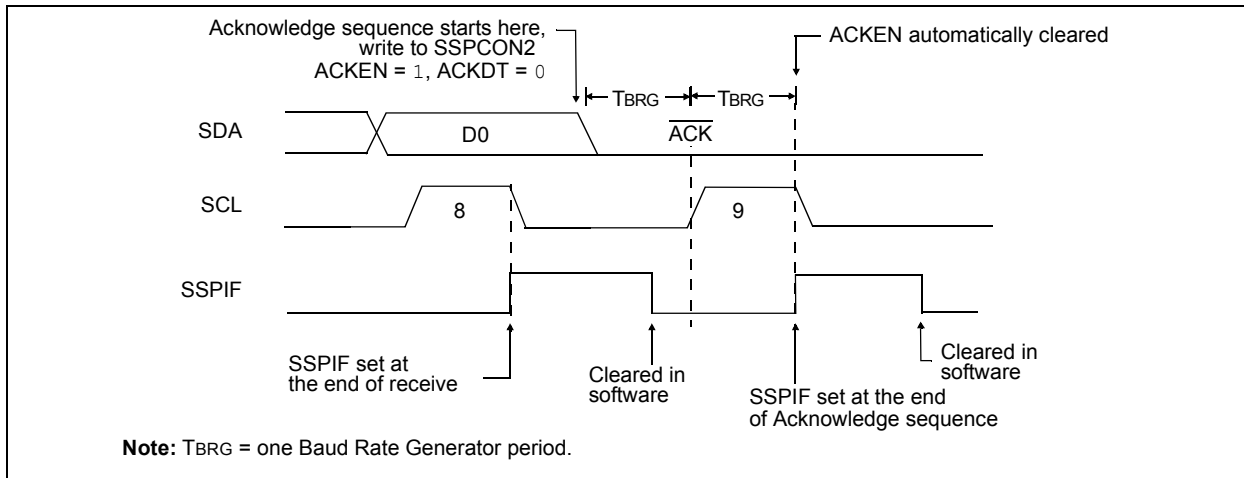 Acknowledge sequence starts here,
write to SSPCON2
ACKEN = 1, ACKDT = 0
ACKEN automatically cleared
TBRG
TBRG
SDA
D0
ACK
SCL
8
9
SSPIF
SSPIF set at
the end of receive
Cleared in
software
SSPIF set at the end
of Acknowledge sequence
Cleared in
software
Note: TBRG = one Baud Rate Generator period.